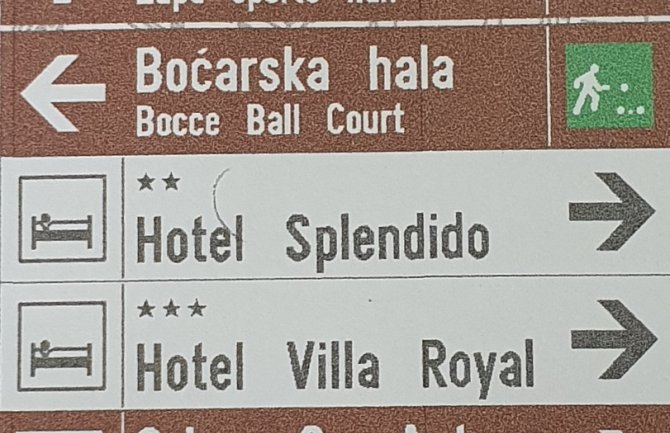 Boćarska hala
Bocce Ball Court
Hotel Splendido
Hotel Villa Royal